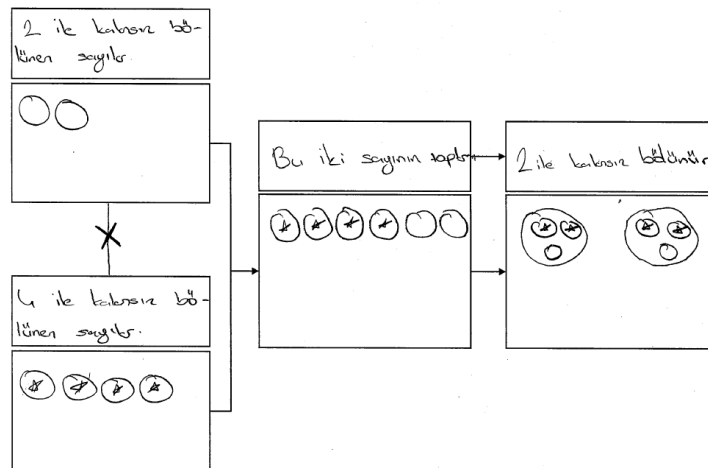 2 ile kalansız bö-
lünen sayılar.
Bu iki sayının toplamı
2 ile kalansız bölünür
4 ile kalansız bö-
lünen sayılar.